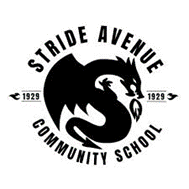 STRIDE AVENUE
1929 1929
COMMUNITY SCHOOL